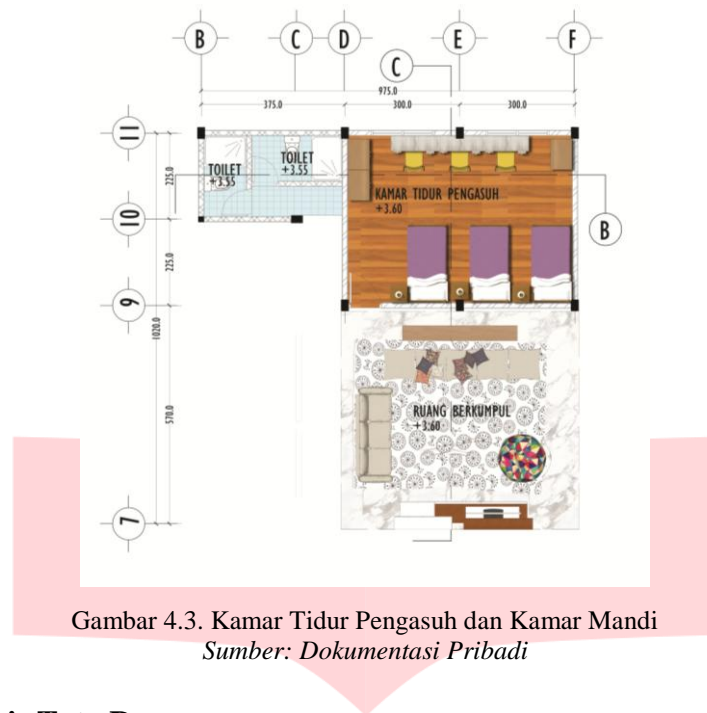 B C D E F
C
975.0
375.0 300.0 300.0
11
TOILET
+3.55
TOILET
+3.55
225.0
KAMAR TIDUR PENGASUH
+3.60
10
B
225.0
9
1020.0
RUANG BERKUMPUL
+3.60
570.0
7
Gambar 4.3. Kamar Tidur Pengasuh dan Kamar Mandi
Sumber: Dokumentasi Pribadi